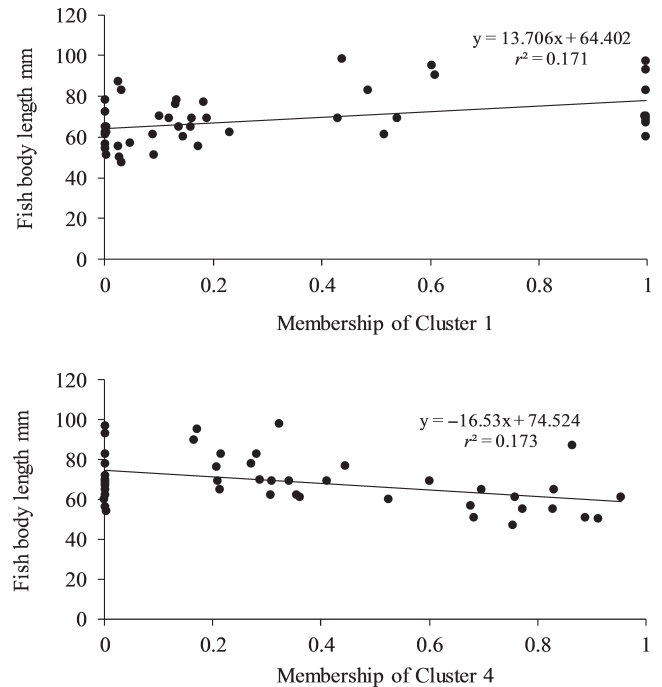 120
y = 13.706x + 64.402
r² = 0.171
100
80
60
40
20
0
Fish body length mm
0 0.2 0.4 0.6 0.8 1
Membership of Cluster 1
120
y = −16.53x + 74.524
r² = 0.173
100
80
60
40
20
0
Fish body length mm
0 0.2 0.4 0.6 0.8 1
Membership of Cluster 4